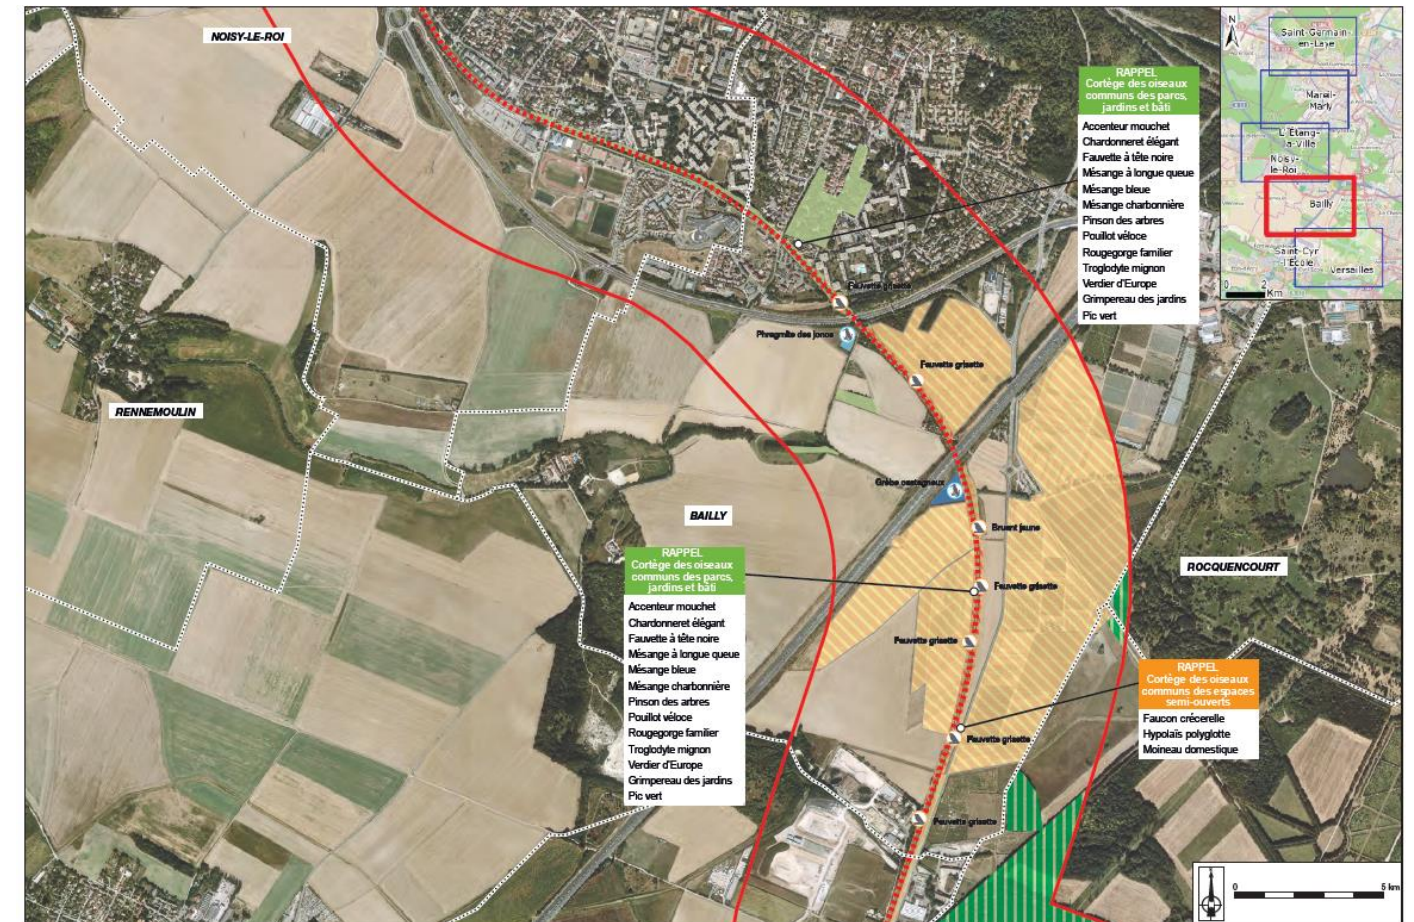 NOISY-LE-ROI
RAPPEL
Cortège des oiseaux
communs des parcs,
jardins et bâti
Accenteur mouchet
Chardonneret élégant
Fauvette à tête noire
Mésange à longue queue
Mésange bleue
Mésange charbonnière
Pinson des arbres
Pouillot véloce
Rougegorge familier
Troglodyte mignon
Verdier d'Europe
Grimpereau des jardins
Pic vert
N
Saint-Germain-
en-Laye
Mareil-
Marly
L'Étang-
la-Ville
Noisy-
le-Roi
Bailly
Saint-Cyr
l'École
Versailles
0 2
Km
Fauvette grisette
Phragmite des joncs
Fauvette grisette
RENNEMOULIN
Grèbe castagneux
BAILLY
Bruant jaune
ROCQUENCOURT
RAPPEL
Cortège des oiseaux
communs des parcs,
jardins et bâti
Accenteur mouchet
Chardonneret élégant
Fauvette à tête noire
Mésange à longue queue
Mésange bleue
Mésange charbonnière
Pinson des arbres
Pouillot véloce
Rougegorge familier
Troglodyte mignon
Verdier d'Europe
Grimpereau des jardins
Pic vert
Fauvette grisette
Fauvette grisette
RAPPEL
Cortège des oiseaux
communs des espaces
semi-ouverts
Faucon crécerelle
Hypolaïs polyglotte
Moineau domestique
Fauvette grisette
Fauvette grisette
0 5 km